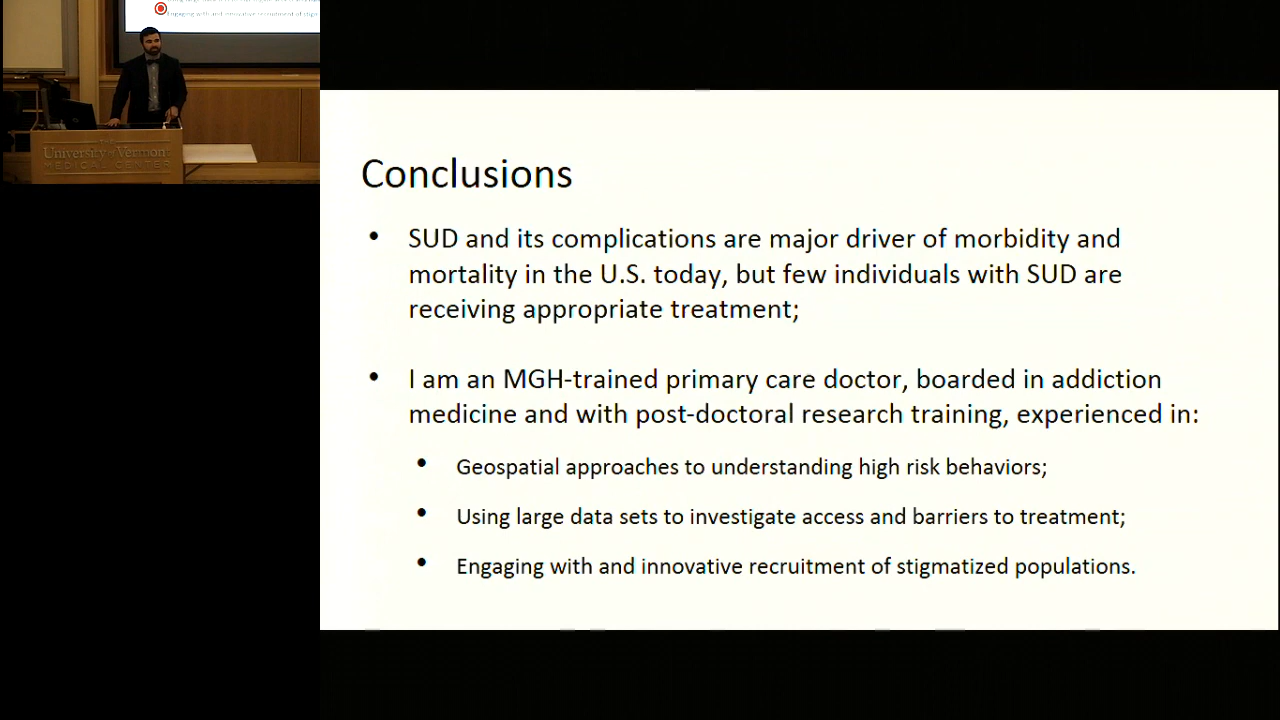 THE
University of Vermont
MEDICAL CENTER
Conclusions
• SUD and its complications are major driver of morbidity and
mortality in the U.S. today, but few individuals with SUD are
receiving appropriate treatment;
• I am an MGH-trained primary care doctor, boarded in addiction
medicine and with post-doctoral research training, experienced in:
• Geospatial approaches to understanding high risk behaviors;
• Using large data sets to investigate access and barriers to treatment;
• Engaging with and innovative recruitment of stigmatized populations.